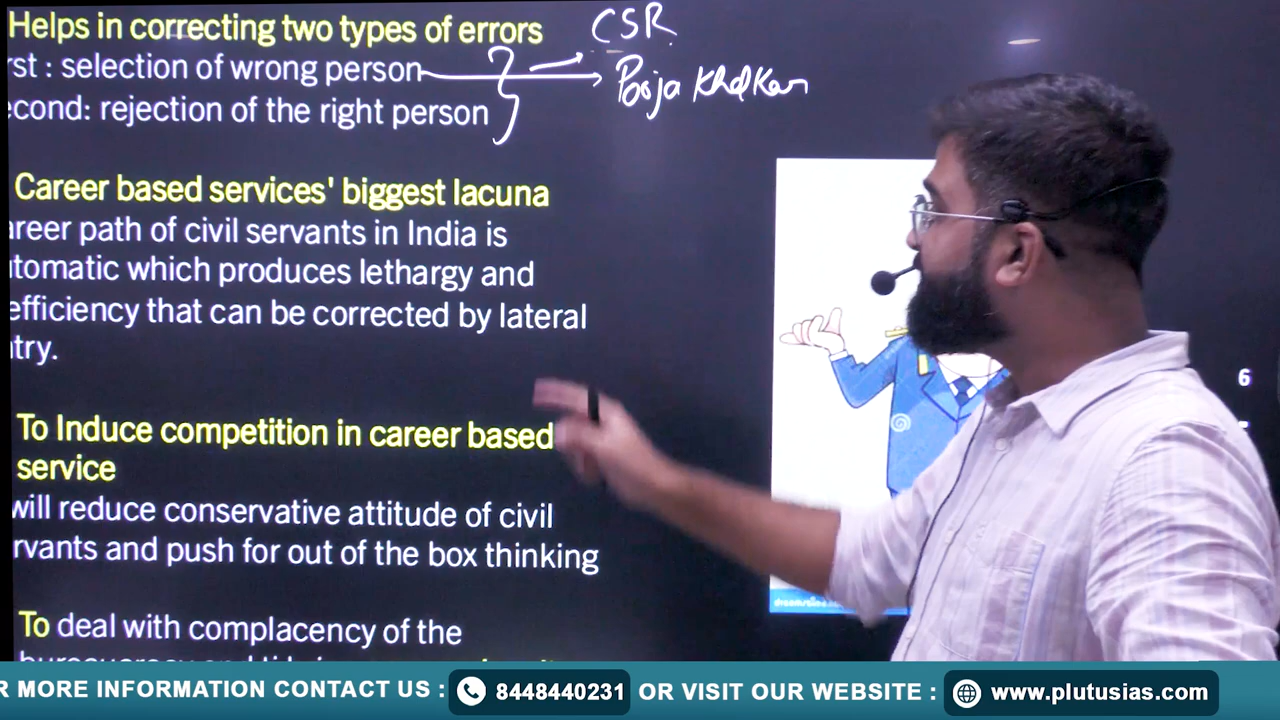 Helps in correcting two types of errors
rst : selection of wrong person
econd: rejection of the right person
CSR
Pooja Khedkar
Career based services' biggest lacuna
areer path of civil servants in India is
utomatic which produces lethargy and
efficiency that can be corrected by lateral
ntry.
To Induce competition in career based
service
will reduce conservative attitude of civil
rvants and push for out of the box thinking
To deal with complacency of the
6
R MORE INFORMATION CONTACT US : 8448440231 OR VISIT OUR WEBSITE : www.plutusias.com